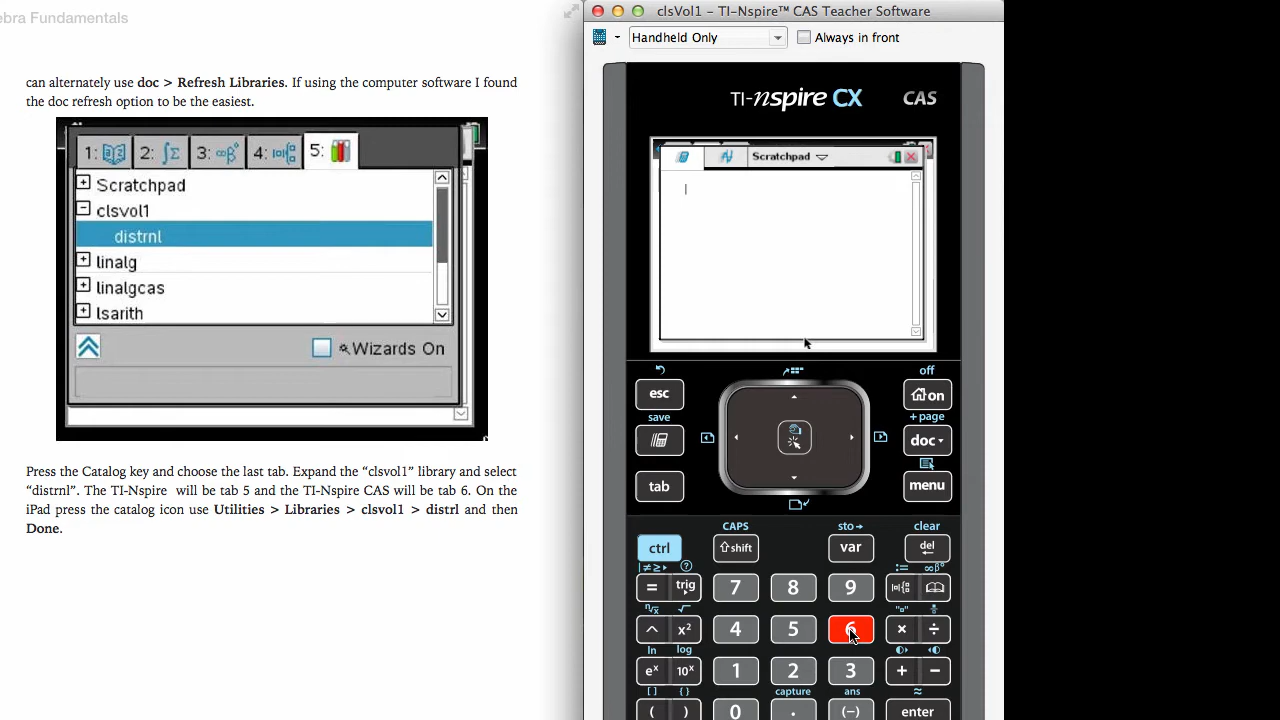 ebra Fundamentals
clsVol1 – TI-Nspire™ CAS Teacher Software
Handheld Only
Always in front
can alternately use doc > Refresh Libraries. If using the computer software I found
the doc refresh option to be the easiest.
1:
2: ∫Σ
3: ∞β°
4:
5:
Scratchpad
clsvol1
distrnl
linalg
linalgcas
lsarith
Wizards On
Press the Catalog key and choose the last tab. Expand the “clsvol1” library and select
“distrnl”. The TI-Nspire will be tab 5 and the TI-Nspire CAS will be tab 6. On the
iPad press the catalog icon use Utilities > Libraries > clsvol1 > distrl and then
Done.
TI-nspire CX CAS
Scratchpad
off
esc
on
save
+ page
doc
tab
menu
CAPS
sto→
clear
ctrl
shift
var
del
|≠≥▸
?
:=
∞β°
=
trig
7
8
9
ⁿ√x
√
"▫"
^
x²
4
5
6
×
÷
ln
log
eˣ
10ˣ
1
2
3
+
−
[ ]
{ }
capture
ans
≈
(
)
0
.
(−)
enter